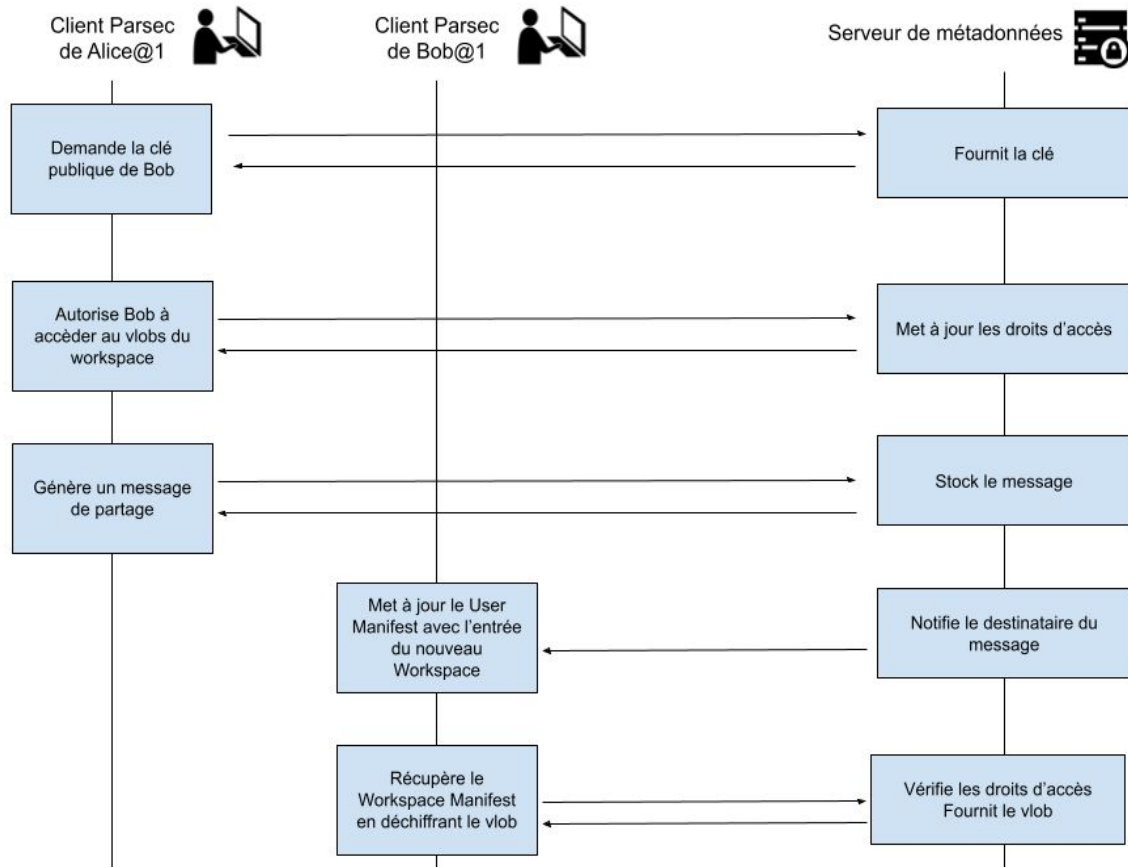 Client Parsec
de Alice@1
Client Parsec
de Bob@1
Serveur de métadonnées
Demande la clé
publique de Bob
Fournit la clé
Autorise Bob à
accèder au vlobs du
workspace
Met à jour les droits d'accès
Génère un message
de partage
Stock le message
Met à jour le User
Manifest avec l'entrée
du nouveau
Workspace
Notifie le destinataire du
message
Récupère le
Workspace Manifest
en déchiffrant le vlob
Vérifie les droits d'accès
Fournit le vlob